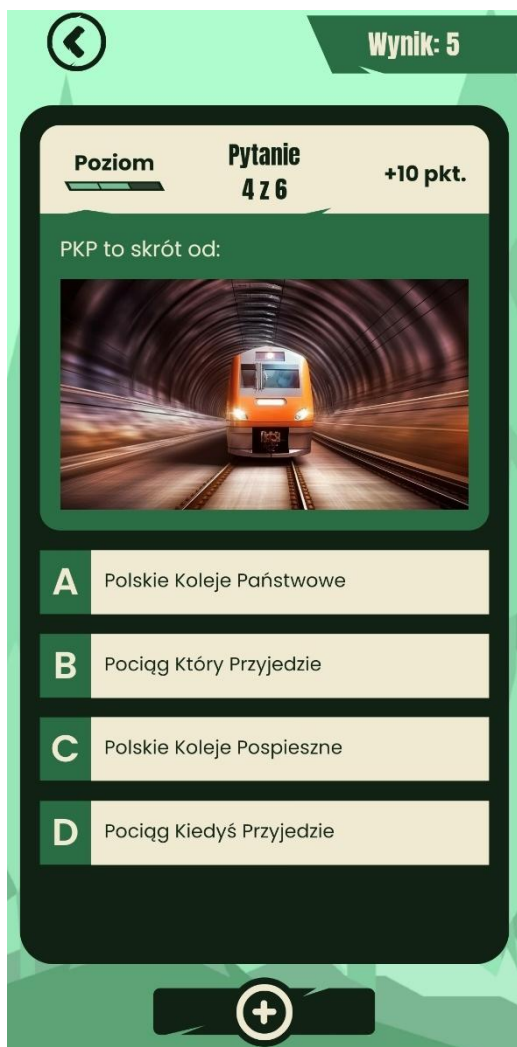 Wynik: 5
Poziom
Pytanie
4 z 6
+10 pkt.
PKP to skrót od:
A Polskie Koleje Państwowe
B Pociąg Który Przyjedzie
C Polskie Koleje Pospieszne
D Pociąg Kiedyś Przyjedzie